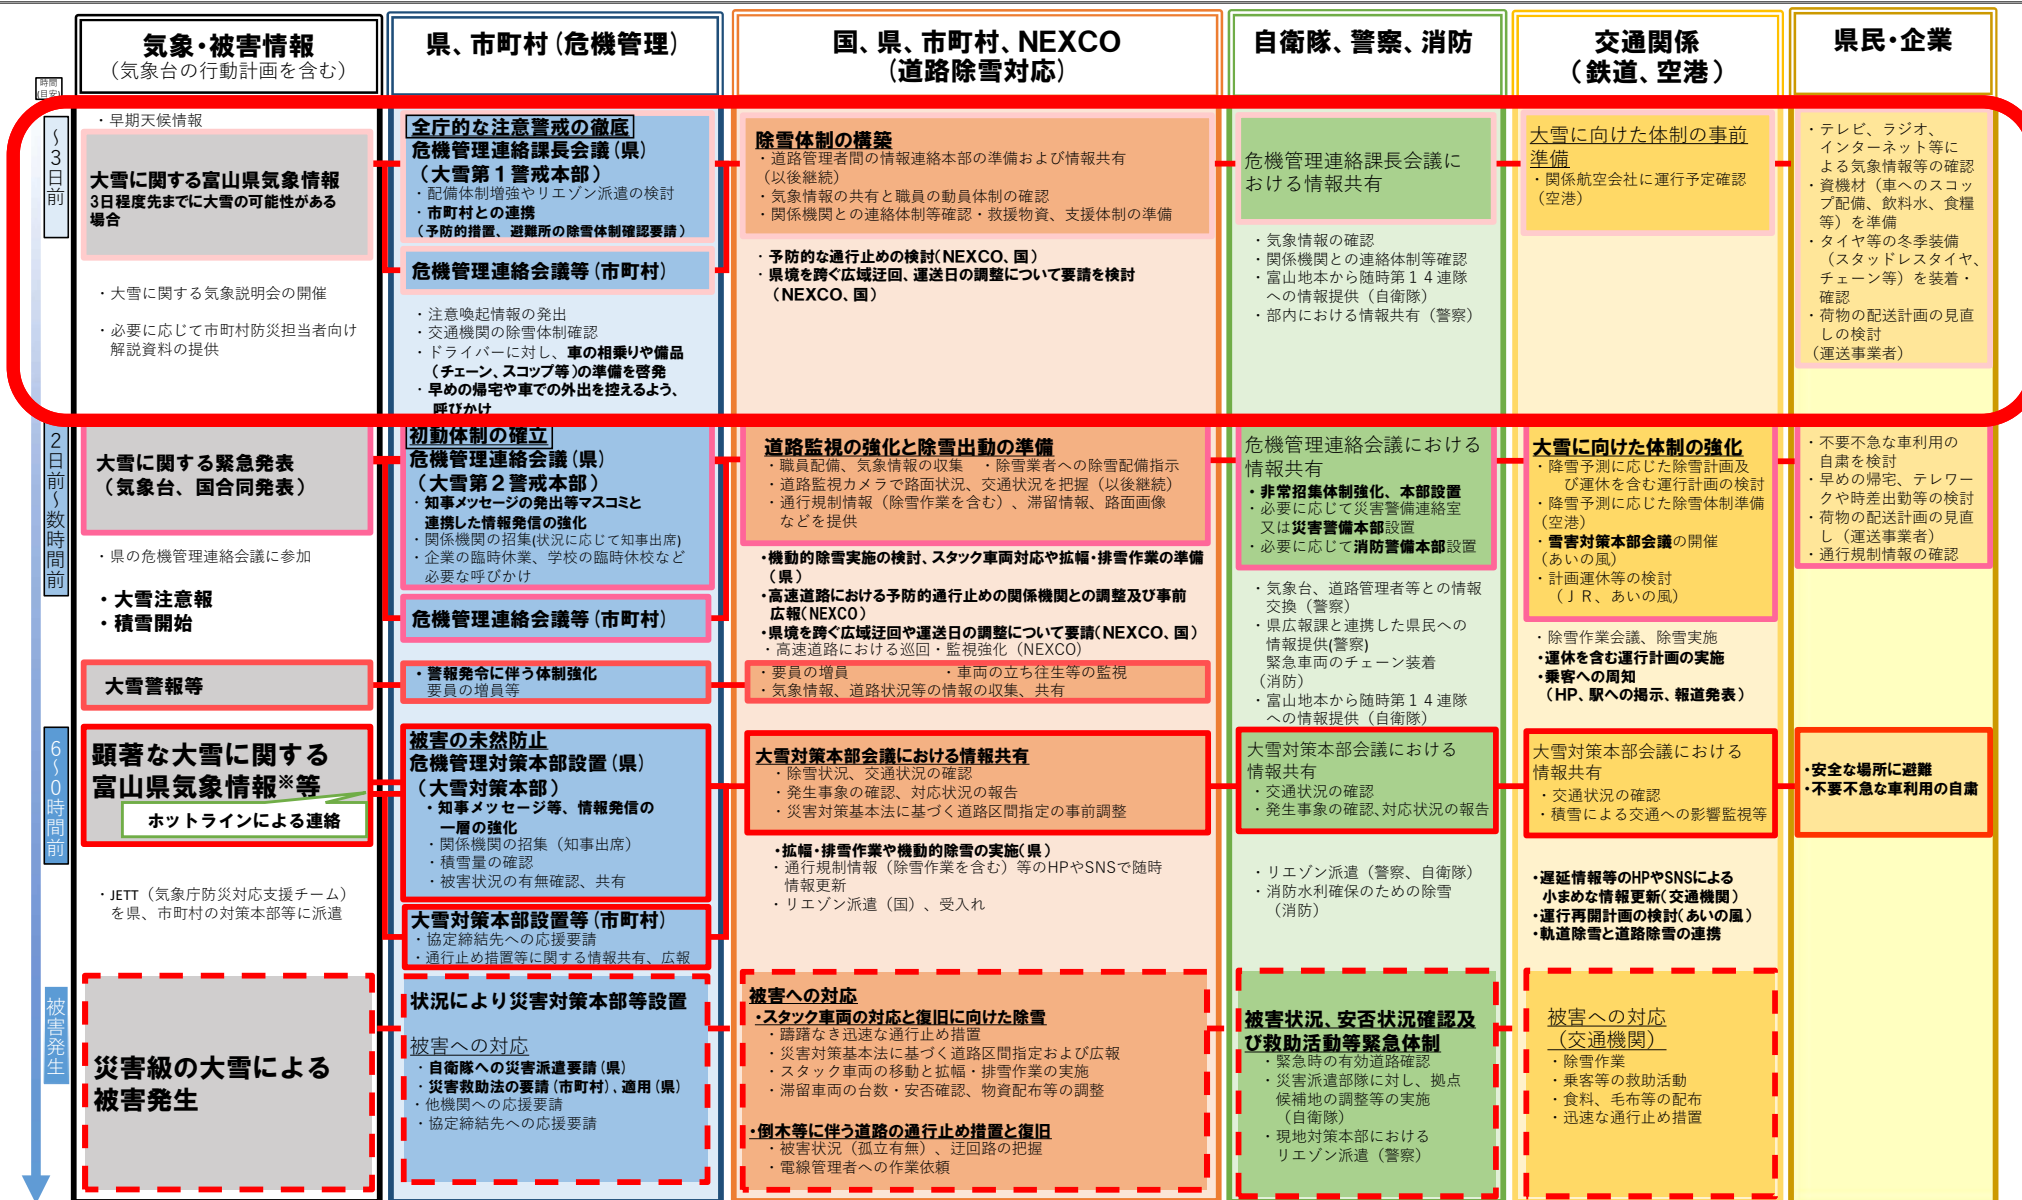 気象・被害情報
（気象台の行動計画を含む）
県、市町村（危機管理）
国、県、市町村、NEXCO
（道路除雪対応）
自衛隊、警察、消防
交通関係
（鉄道、空港）
県民・企業
時間
（目安）
～3日前
・早期天候情報
大雪に関する富山県気象情報
3日程度先までに大雪の可能性がある
場合
・大雪に関する気象説明会の開催
・必要に応じて市町村防災担当者向け
解説資料の提供
全庁的な注意警戒の徹底
危機管理連絡課長会議（県）
（大雪第１警戒本部）
・配備体制増強やリエゾン派遣の検討
・市町村との連携
（予防的措置、避難所の除雪体制確認要請）
危機管理連絡会議等（市町村）
・注意喚起情報の発出
・交通機関の除雪体制確認
・ドライバーに対し、車の相乗りや備品
（チェーン、スコップ等）の準備を啓発
・早めの帰宅や車での外出を控えるよう、
呼びかけ
除雪体制の構築
・道路管理者間の情報連絡本部の準備および情報共有
（以後継続）
・気象情報の共有と職員の動員体制の確認
・関係機関との連絡体制等確認・救援物資、支援体制の準備
・予防的な通行止めの検討（NEXCO、国）
・県境を跨ぐ広域迂回、運送日の調整について要請を検討
（NEXCO、国）
危機管理連絡課長会議に
おける情報共有
・気象情報の確認
・関係機関との連絡体制等確認
・富山地本から随時第１４連隊
への情報提供（自衛隊）
・部内における情報共有（警察）
大雪に向けた体制の事前
準備
・関係航空会社に運行予定確認
（空港）
・テレビ、ラジオ、
インターネット等に
よる気象情報等の確認
・資機材（車へのスコッ
プ配備、飲料水、食糧
等）を準備
・タイヤ等の冬季装備
（スタッドレスタイヤ、
チェーン等）を装着・
確認
・荷物の配送計画の見直
しの検討
（運送事業者）
2日前～数時間前
大雪に関する緊急発表
（気象台、国合同発表）
・県の危機管理連絡会議に参加
・大雪注意報
・積雪開始
大雪警報等
初動体制の確立
危機管理連絡会議（県）
（大雪第２警戒本部）
・知事メッセージの発出等マスコミと
連携した情報発信の強化
・関係機関の招集(状況に応じて知事出席)
・企業の臨時休業、学校の臨時休校など
必要な呼びかけ
危機管理連絡会議等（市町村）
・警報発令に伴う体制強化
要員の増員等
道路監視の強化と除雪出動の準備
・職員配備、気象情報の収集　・除雪業者への除雪配備指示
・道路監視カメラで路面状況、交通状況を把握（以後継続）
・通行規制情報（除雪作業を含む）、滞留情報、路面画像
などを提供
・機動的除雪実施の検討、スタック車両対応や拡幅・排雪作業の準備
（県）
・高速道路における予防的通行止めの関係機関との調整及び事前
広報（NEXCO）
・県境を跨ぐ広域迂回や運送日の調整について要請（NEXCO、国）
・高速道路における巡回・監視強化（NEXCO）
・要員の増員　・車両の立ち往生等の監視
・気象情報、道路状況等の情報の収集、共有
危機管理連絡会議における
情報共有
・非常招集体制強化、本部設置
・必要に応じて災害警備連絡室
又は災害警備本部設置
・必要に応じて消防警備本部設置
・気象台、道路管理者等との情報
交換（警察）
・県広報課と連携した県民への
情報提供(警察)
緊急車両のチェーン装着
（消防）
・富山地本から随時第１４連隊
への情報提供（自衛隊）
大雪に向けた体制の強化
・降雪予測に応じた除雪計画及
び運休を含む運行計画の検討
・降雪予測に応じた除雪体制準備
（空港）
・雪害対策本部会議の開催
（あいの風）
・計画運休等の検討
（ＪＲ、あいの風）
・除雪作業会議、除雪実施
・運休を含む運行計画の実施
・乗客への周知
（HP、駅への掲示、報道発表）
・不要不急な車利用の
自粛を検討
・早めの帰宅、テレワー
クや時差出勤等の検討
・荷物の配送計画の見直
し（運送事業者）
・通行規制情報の確認
6～0時間前
顕著な大雪に関する
富山県気象情報※等
ホットラインによる連絡
・JETT（気象庁防災対応支援チーム）
を県、市町村の対策本部等に派遣
被害の未然防止
危機管理対策本部設置（県）
（大雪対策本部）
・知事メッセージ等、情報発信の
一層の強化
・関係機関の招集（知事出席）
・積雪量の確認
・被害状況の有無確認、共有
大雪対策本部設置等（市町村）
・協定締結先への応援要請
・通行止め措置等に関する情報共有、広報
大雪対策本部会議における情報共有
・除雪状況、交通状況の確認
・発生事象の確認、対応状況の報告
・災害対策基本法に基づく道路区間指定の事前調整
・拡幅・排雪作業や機動的除雪の実施（県）
・通行規制情報（除雪作業を含む）等のHPやSNSで随時
情報更新
・リエゾン派遣（国）、受入れ
大雪対策本部会議における
情報共有
・交通状況の確認
・発生事象の確認、対応状況の報告
・リエゾン派遣（警察、自衛隊）
・消防水利確保のための除雪
（消防）
大雪対策本部会議における
情報共有
・交通状況の確認
・積雪による交通への影響監視等
・遅延情報等のHPやSNSによる
小まめな情報更新（交通機関）
・運行再開計画の検討（あいの風）
・軌道除雪と道路除雪の連携
・安全な場所に避難
・不要不急な車利用の自粛
被害発生
災害級の大雪による
被害発生
状況により災害対策本部等設置
被害への対応
・自衛隊への災害派遣要請（県）
・災害救助法の要請（市町村）、適用（県）
・他機関への応援要請
・協定締結先への応援要請
被害への対応
・スタック車両の対応と復旧に向けた除雪
・躊躇なき迅速な通行止め措置
・災害対策基本法に基づく道路区間指定および広報
・スタック車両の移動と拡幅・排雪作業の実施
・滞留車両の台数・安否確認、物資配布等の調整
・倒木等に伴う道路の通行止め措置と復旧
・被害状況（孤立有無）、迂回路の把握
・電線管理者への作業依頼
被害状況、安否状況確認及
び救助活動等緊急体制
・緊急時の有効道路確認
・災害派遣部隊に対し、拠点
候補地の調整等の実施
（自衛隊）
・現地対策本部における
リエゾン派遣（警察）
被害への対応
（交通機関）
・除雪作業
・乗客等の救助活動
・食料、毛布等の配布
・迅速な通行止め措置